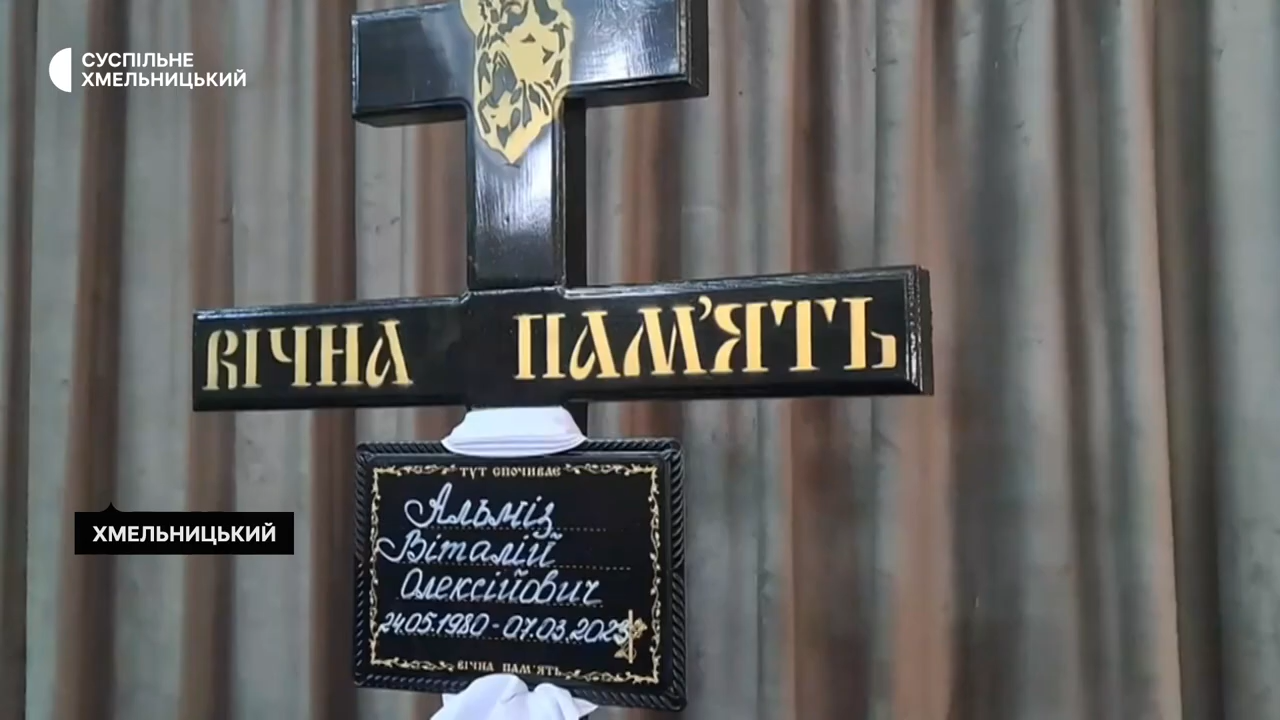 СУСПІЛЬНЕ
ХМЕЛЬНИЦЬКИЙ
ВІЧНА ПАМ'ЯТЬ
ТУТ СПОЧИВАЄ
Альміз
Віталій
Олексійович
24.05.1980 - 07.03.2023
ВІЧНА ПАМ'ЯТЬ
ХМЕЛЬНИЦЬКИЙ